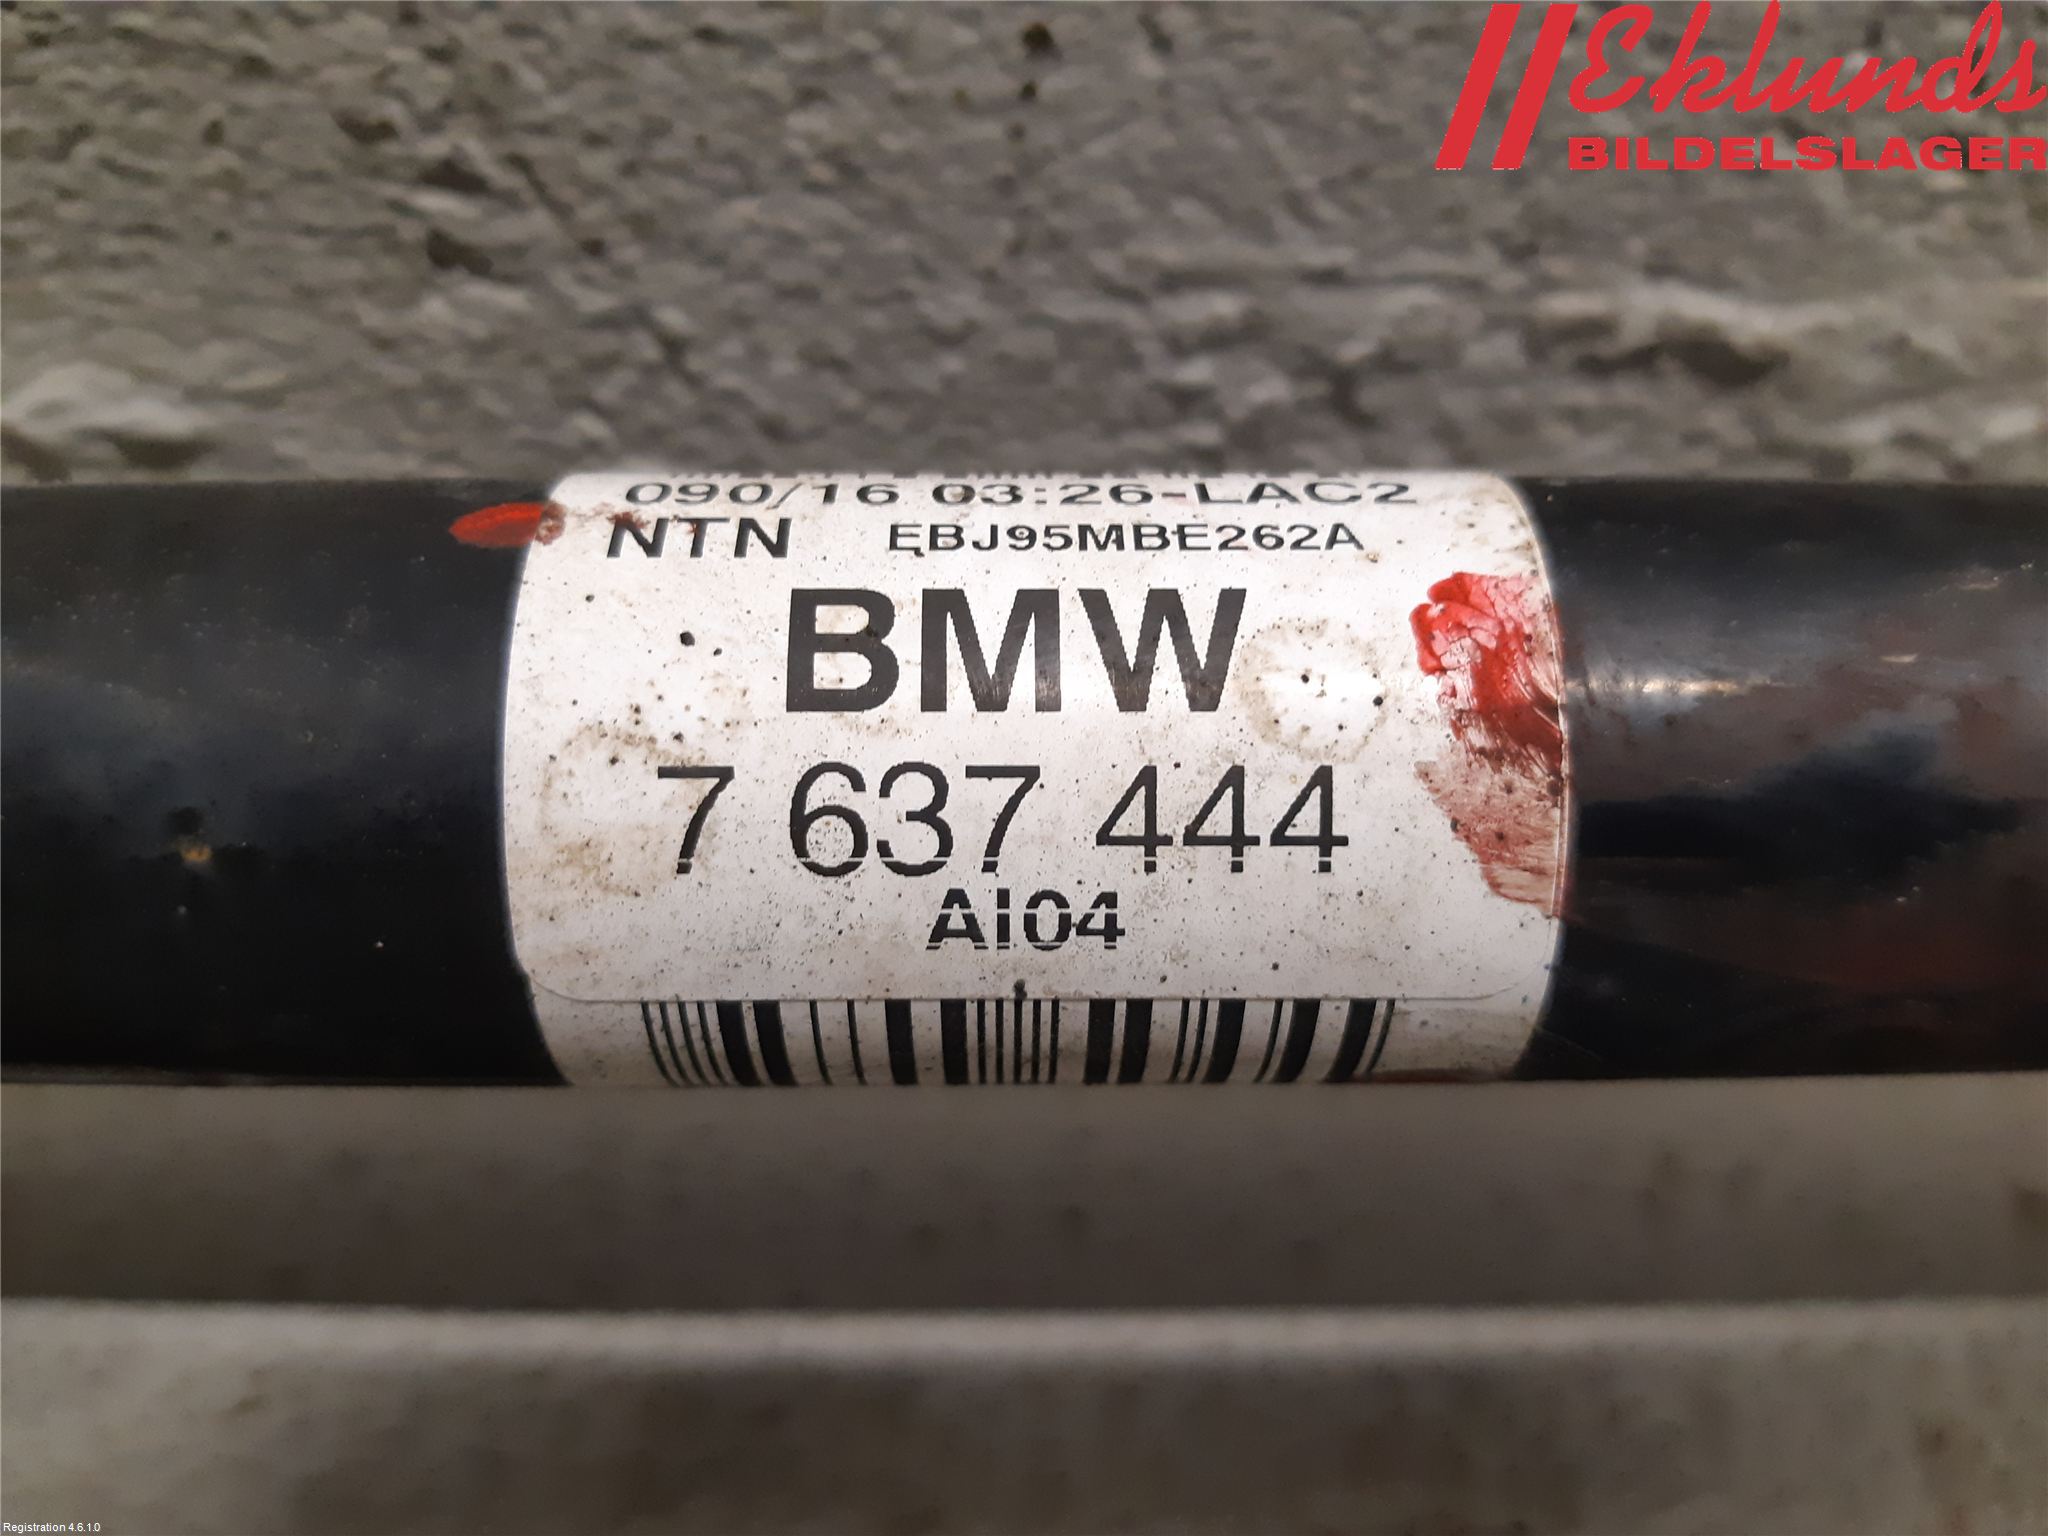 Eklunds
BILDELSLAGER
090/16 03:26-LAC2
NTN EBJ95MBE262A
BMW
7 637 444
AI04
Registration 4.6.1.0